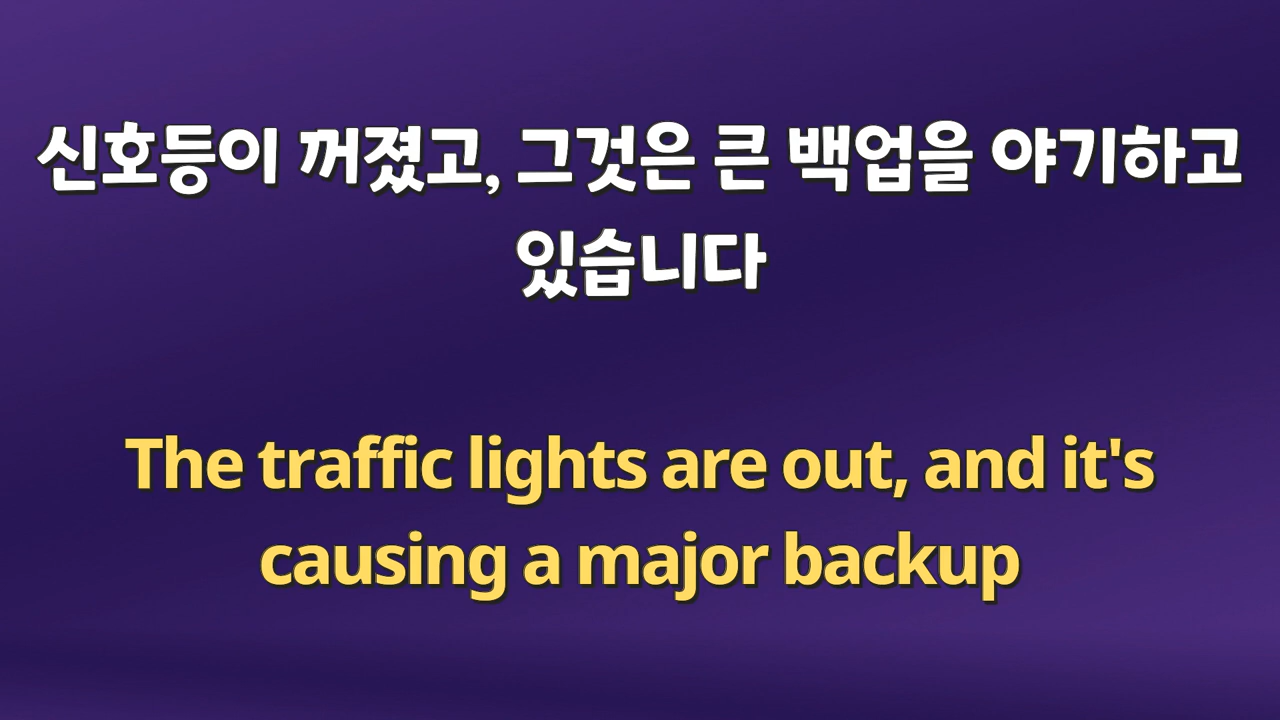 신호등이 꺼졌고, 그것은 큰 백업을 야기하고
있습니다
The traffic lights are out, and it's
causing a major backup